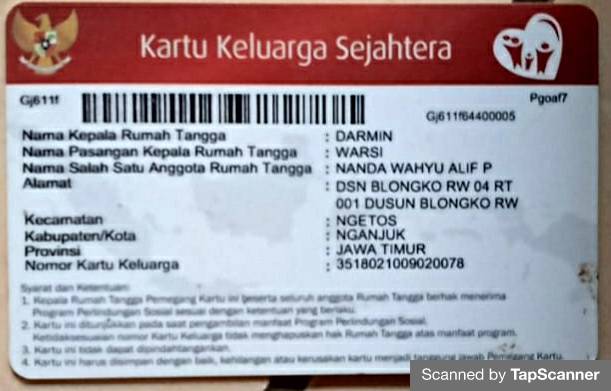 Kartu Keluarga Sejahtera
Gj611f
Pgoaf7
Gj611f64400005
Nama Kepala Rumah Tangga : DARMIN
Nama Pasangan Kepala Rumah Tangga : WARSI
Nama Salah Satu Anggota Rumah Tangga : NANDA WAHYU ALIF P
Alamat : DSN BLONGKO RW 04 RT
001 DUSUN BLONGKO RW
Kecamatan : NGETOS
Kabupaten/Kota : NGANJUK
Provinsi : JAWA TIMUR
Nomor Kartu Keluarga : 3518021009020078
Syarat dan Ketentuan:
1. Kepala Rumah Tangga Pemegang Kartu ini beserta seluruh anggota Rumah Tangga berhak menerima
Program Perlindungan Sosial sesuai dengan ketentuan yang berlaku.
2. Kartu ini ditunjukkan pada saat pengambilan manfaat Program Perlindungan Sosial.
Ketidaksesuaian nomor Kartu Keluarga tidak menghapuskan hak Rumah Tangga atas manfaat program.
3. Kartu ini tidak dapat dipindahtangankan.
4. Kartu ini harus disimpan dengan baik, kehilangan atau kerusakan kartu menjadi tanggung jawab Pemegang Kartu.
Scanned by TapScanner